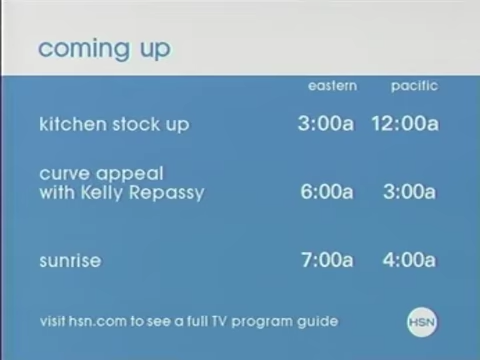 coming up
eastern pacific
kitchen stock up 3:00a 12:00a
curve appeal
with Kelly Repassy 6:00a 3:00a
sunrise 7:00a 4:00a
visit hsn.com to see a full TV program guide HSN